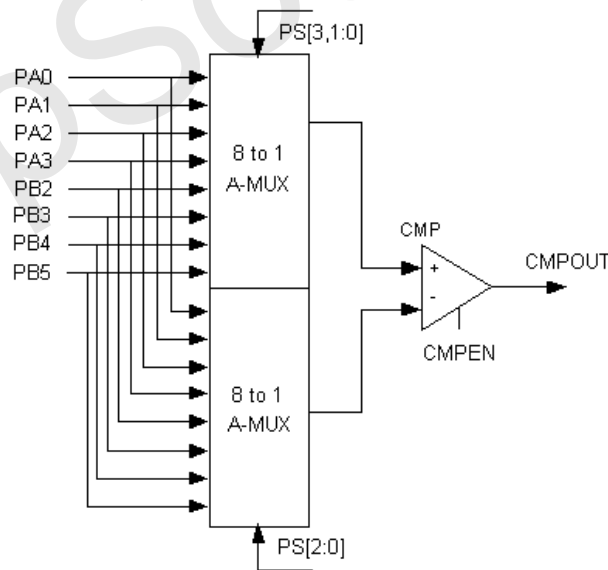 PS[3,1:0]
PA0
PA1
PA2
PA3
PB2
PB3
PB4
PB5
8 to 1
A-MUX
CMP
+
-
CMPOUT
CMPEN
8 to 1
A-MUX
PS[2:0]